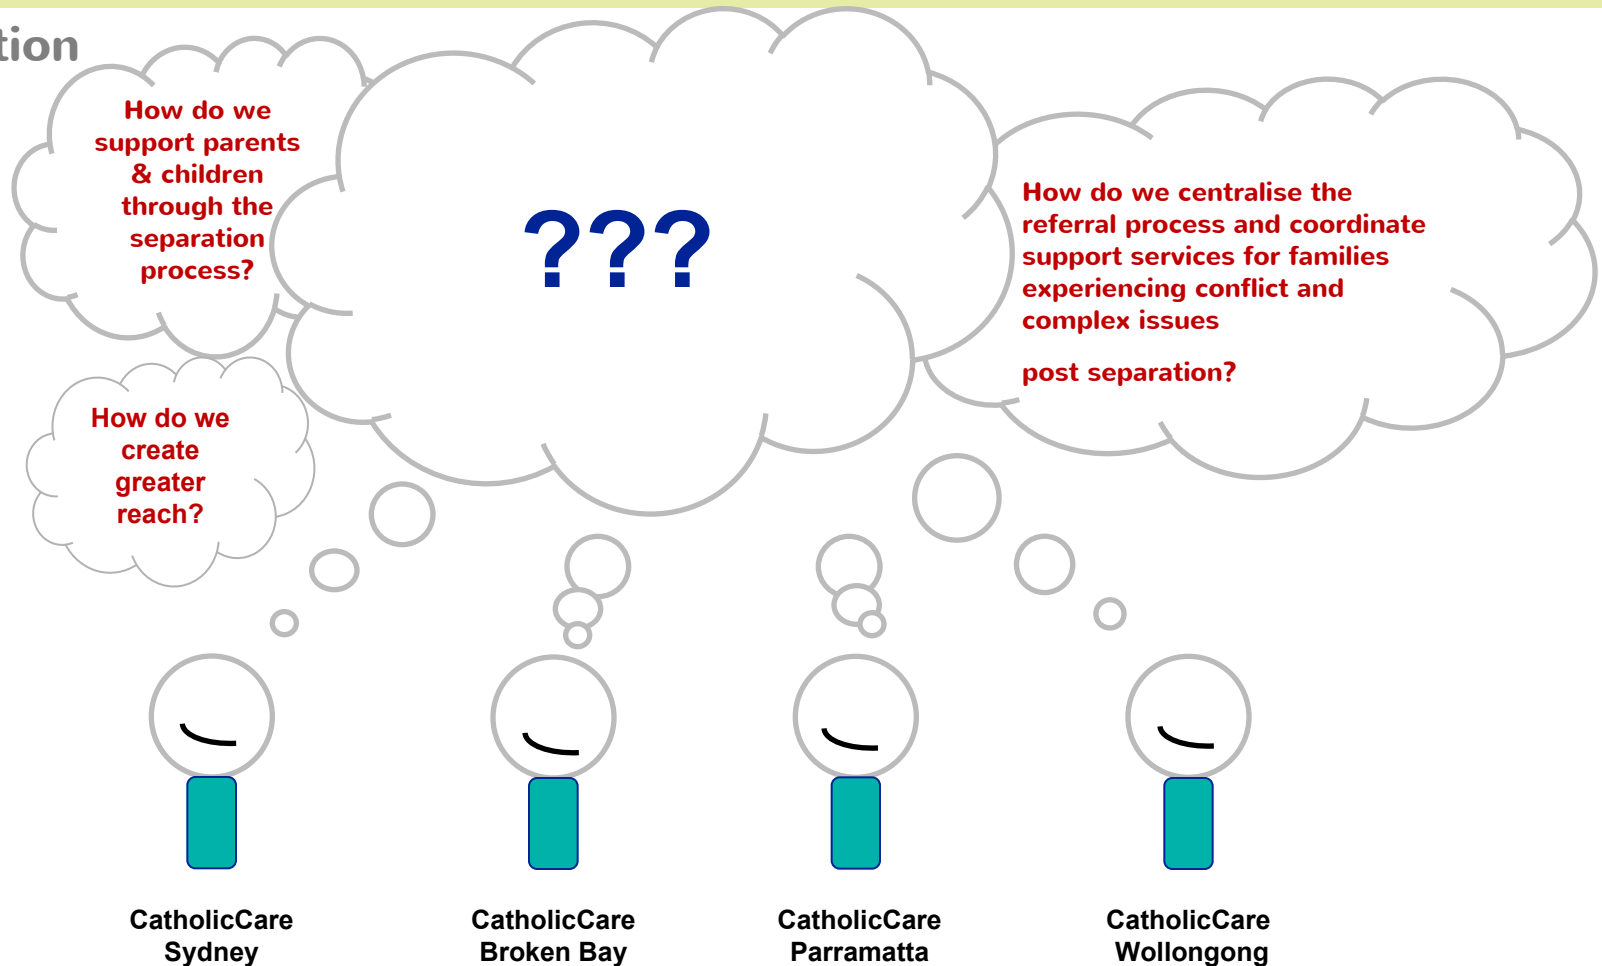 tion
How do we
support parents
& children
through the
separation
process?
???
How do we centralise the
referral process and coordinate
support services for families
experiencing conflict and
complex issues
post separation?
How do we
create
greater
reach?
CatholicCare
Sydney
CatholicCare
Broken Bay
CatholicCare
Parramatta
CatholicCare
Wollongong